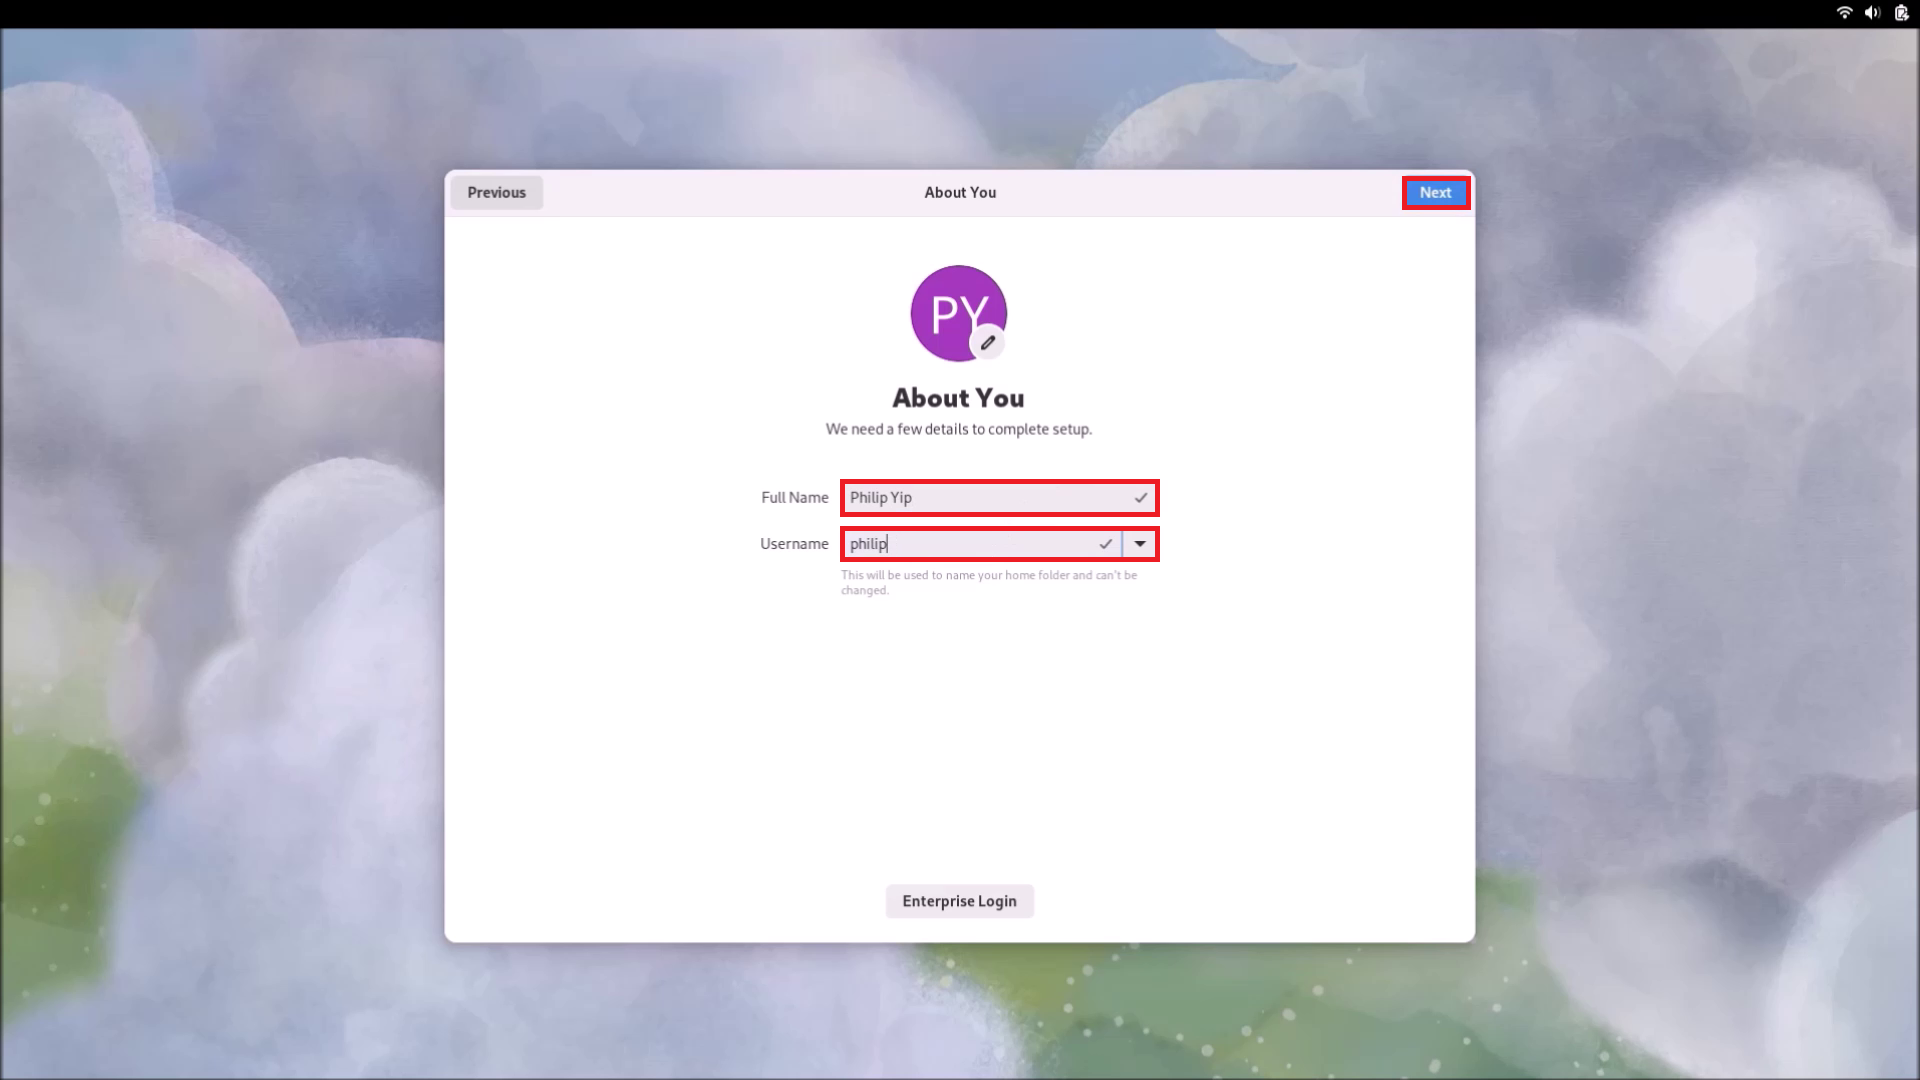 Previous
About You
Next
PY
About You
We need a few details to complete setup.
Full Name
Philip Yip
Username
philip
This will be used to name your home folder and can't be
changed.
Enterprise Login